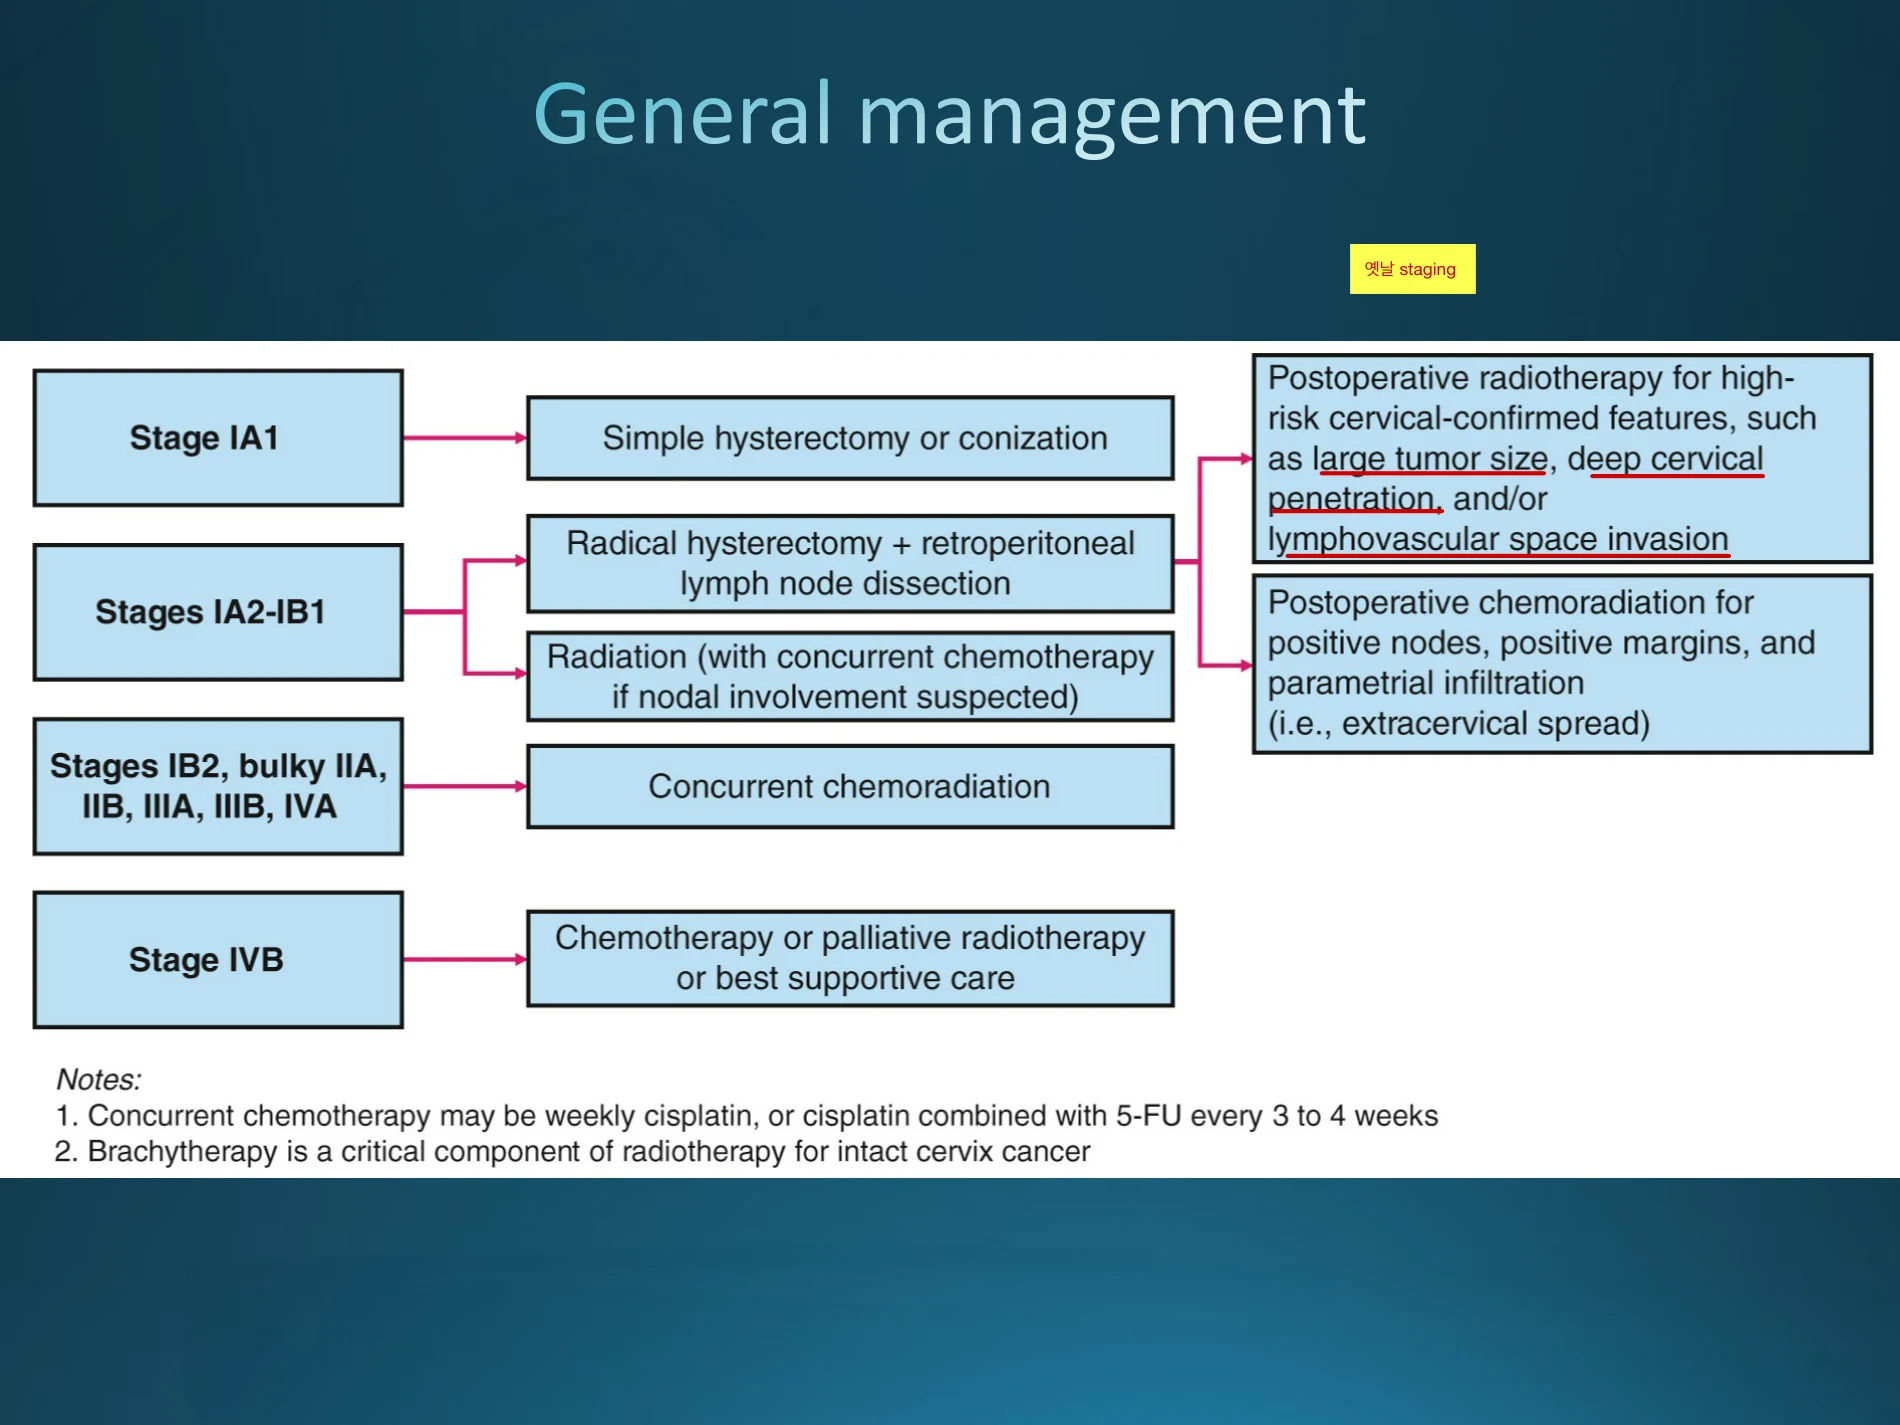 General management
옛날 staging
Stage IA1
Simple hysterectomy or conization
Stages IA2-IB1
Radical hysterectomy + retroperitoneal
lymph node dissection
Radiation (with concurrent chemotherapy
if nodal involvement suspected)
Postoperative radiotherapy for high-
risk cervical-confirmed features, such
as large tumor size, deep cervical
penetration, and/or
lymphovascular space invasion
Postoperative chemoradiation for
positive nodes, positive margins, and
parametrial infiltration
(i.e., extracervical spread)
Stages IB2, bulky IIA,
IIB, IIIA, IIIB, IVA
Concurrent chemoradiation
Stage IVB
Chemotherapy or palliative radiotherapy
or best supportive care
Notes:
1. Concurrent chemotherapy may be weekly cisplatin, or cisplatin combined with 5-FU every 3 to 4 weeks
2. Brachytherapy is a critical component of radiotherapy for intact cervix cancer